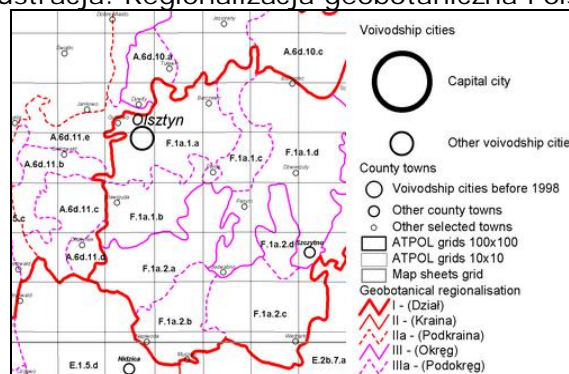 stracja: Regionalizacja geobotaniczna Pols
A.6d.10.a
A.6d.10.c
Olsztyn
A.6d.11.e
F.1a.1.a
A.6d.11.b
F.1a.1.c
F.1a.1.d
5.c
A.6d.11.c
F.1a.1.b
F.1a.2.d
Szczytno
A.6d.11.d
F.1a.2.a
F.1a.2.b
F.1a.2.c
E.1.5.d
Nidzica
E.2b.7.a
Voivodship cities
Capital city
Other voivodship citie
Voivodship cities before 1998
Other county towns
Other selected towns
ATPOL grids 100x100
ATPOL grids 10x10
Map sheets grid
Geobotanical regionalisation
I - (Dział)
II - (Kraina)
IIa - (Podkraina)
III - (Okręg)
IIIa - (Podokręg)